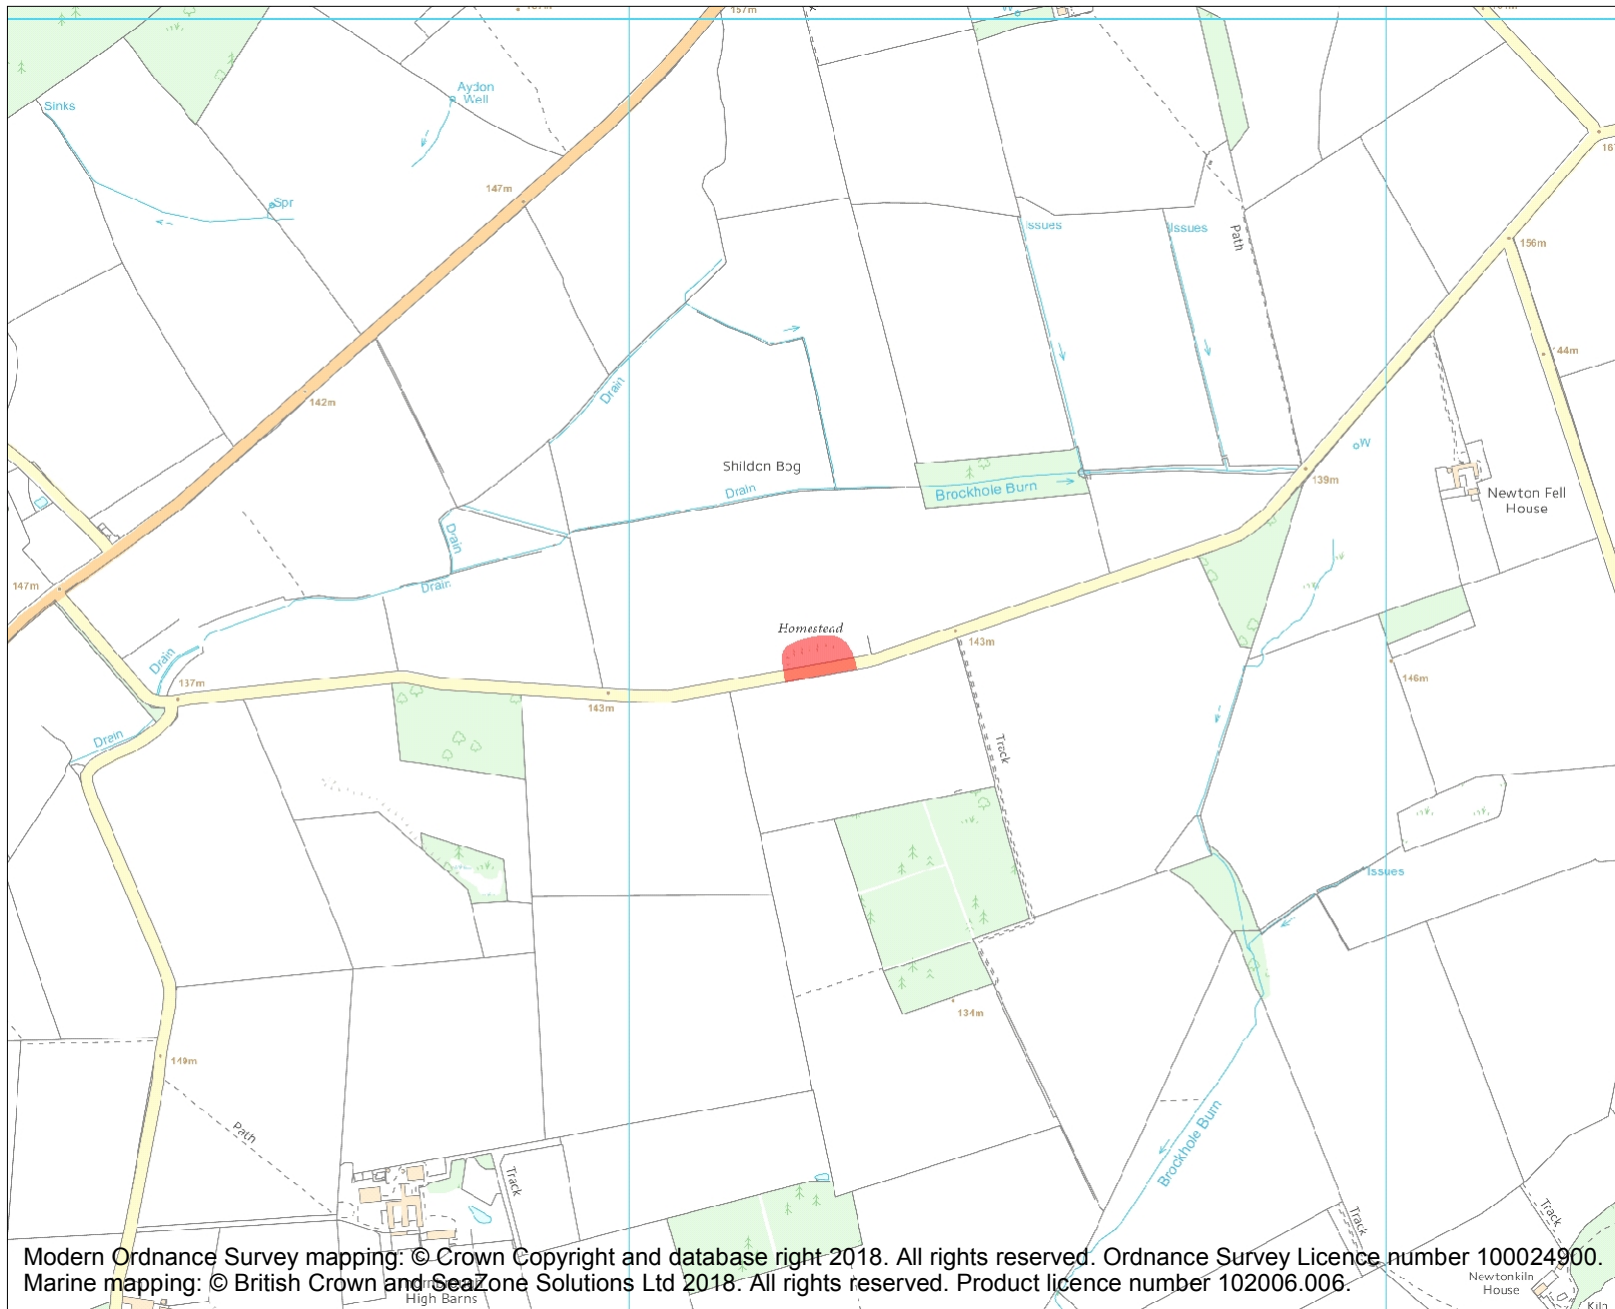 157m
W
Aydon
Well
Sinks
147m
Spr
Issues
Issues
Path
156m
144m
Drain
142m
W
Shildon Bog
Drain
Brockhole Burn
139m
Newton Fell
House
Drain
147m
Drain
Homestead
143m
Drain
137m
146m
143m
Drain
Track
Issues
134m
149m
Path
Brockhole Burn
Track
Track
Track
Modern Ordnance Survey mapping: © Crown Copyright and database right 2018. All rights reserved. Ordnance Survey Licence number 100024900.
Marine mapping: © British Crown and SeaZone Solutions Ltd 2018. All rights reserved. Product licence number 102006.006.
High Barns
Newtonkiln
House